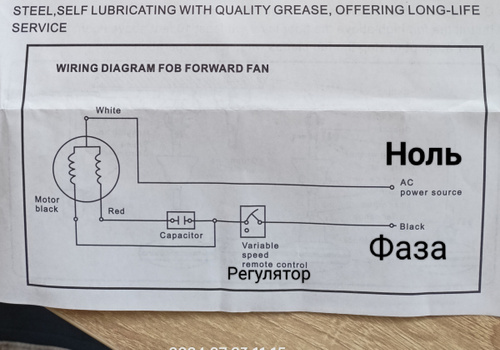 STEEL,SELF LUBRICATING WITH QUALITY GREASE, OFFERING LONG-LIFE
SERVICE
WIRING DIAGRAM FOB FORWARD FAN
White
Ноль
AC
power source
Motor
black
Red
Capacitor
Black
Фаза
Variable
speed
remote control
Регулятор